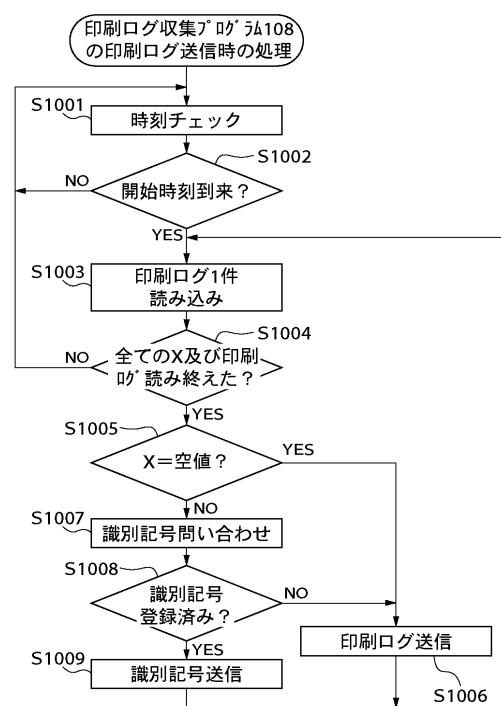 印刷ログ収集ﾌﾟﾛｸﾞﾗﾑ108
の印刷ログ送信時の処理
S1001
時刻チェック
S1002
開始時刻到来?
NO
YES
S1003
印刷ログ1件
読み込み
S1004
全てのX及び印刷
ﾛｸﾞ読み終えた?
NO
YES
S1005
X=空値?
YES
NO
S1007
識別記号問い合わせ
S1008
識別記号
登録済み?
NO
YES
印刷ログ送信
S1006
S1009
識別記号送信